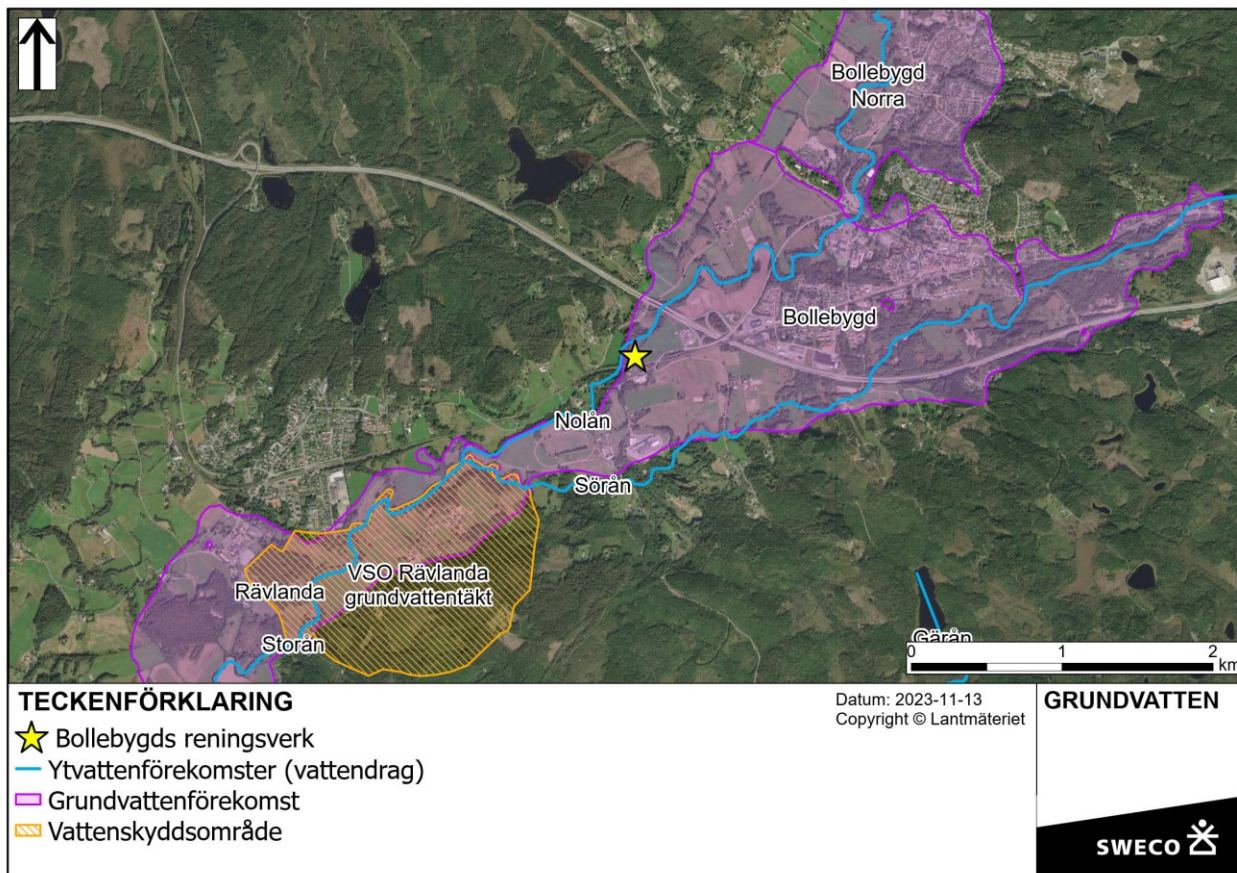 Bollebygd
Norra
Bollebygd
Nolån
Sörån
VSO Rävlanda
grundvattentäkt
Rävlanda
Storån
Gärån
0 1 2
km
TECKENFÖRKLARING
Bollebygds reningsverk
Ytvattenförekomster (vattendrag)
Grundvattenförekomst
Vattenskyddsområde
Datum: 2023-11-13
Copyright © Lantmäteriet
GRUNDVATTEN
SWECO